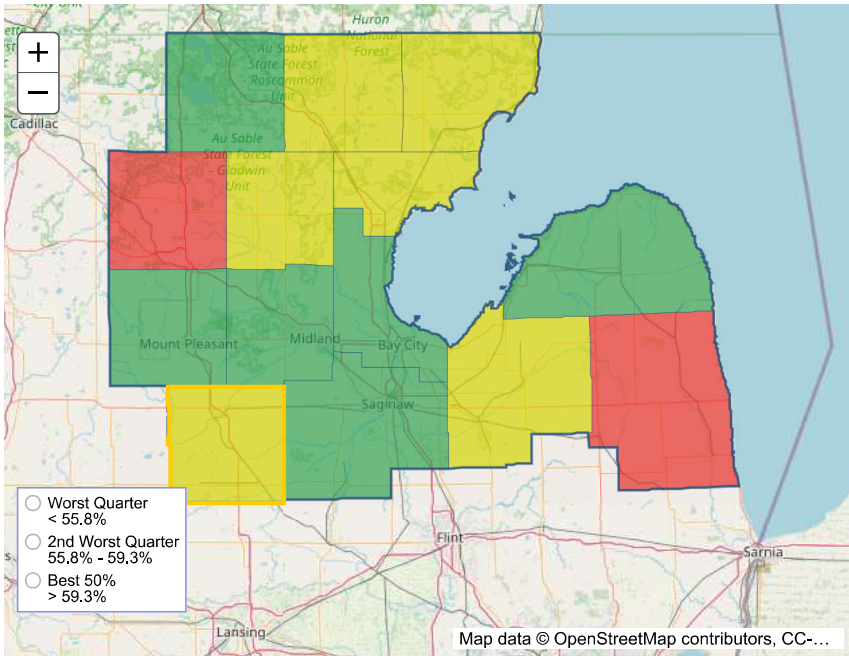 Huron
National
Forest
Au Sable
State Forest
- Roscommon
Unit
+
−
Cadillac
Au Sable
State Forest
- Gladwin
Unit
Mount Pleasant
Midland
Bay City
Saginaw
Worst Quarter
< 55.8%
2nd Worst Quarter
55.8% - 59.3%
Best 50%
> 59.3%
Flint
Sarnia
Lansing
Map data © OpenStreetMap contributors, CC-...